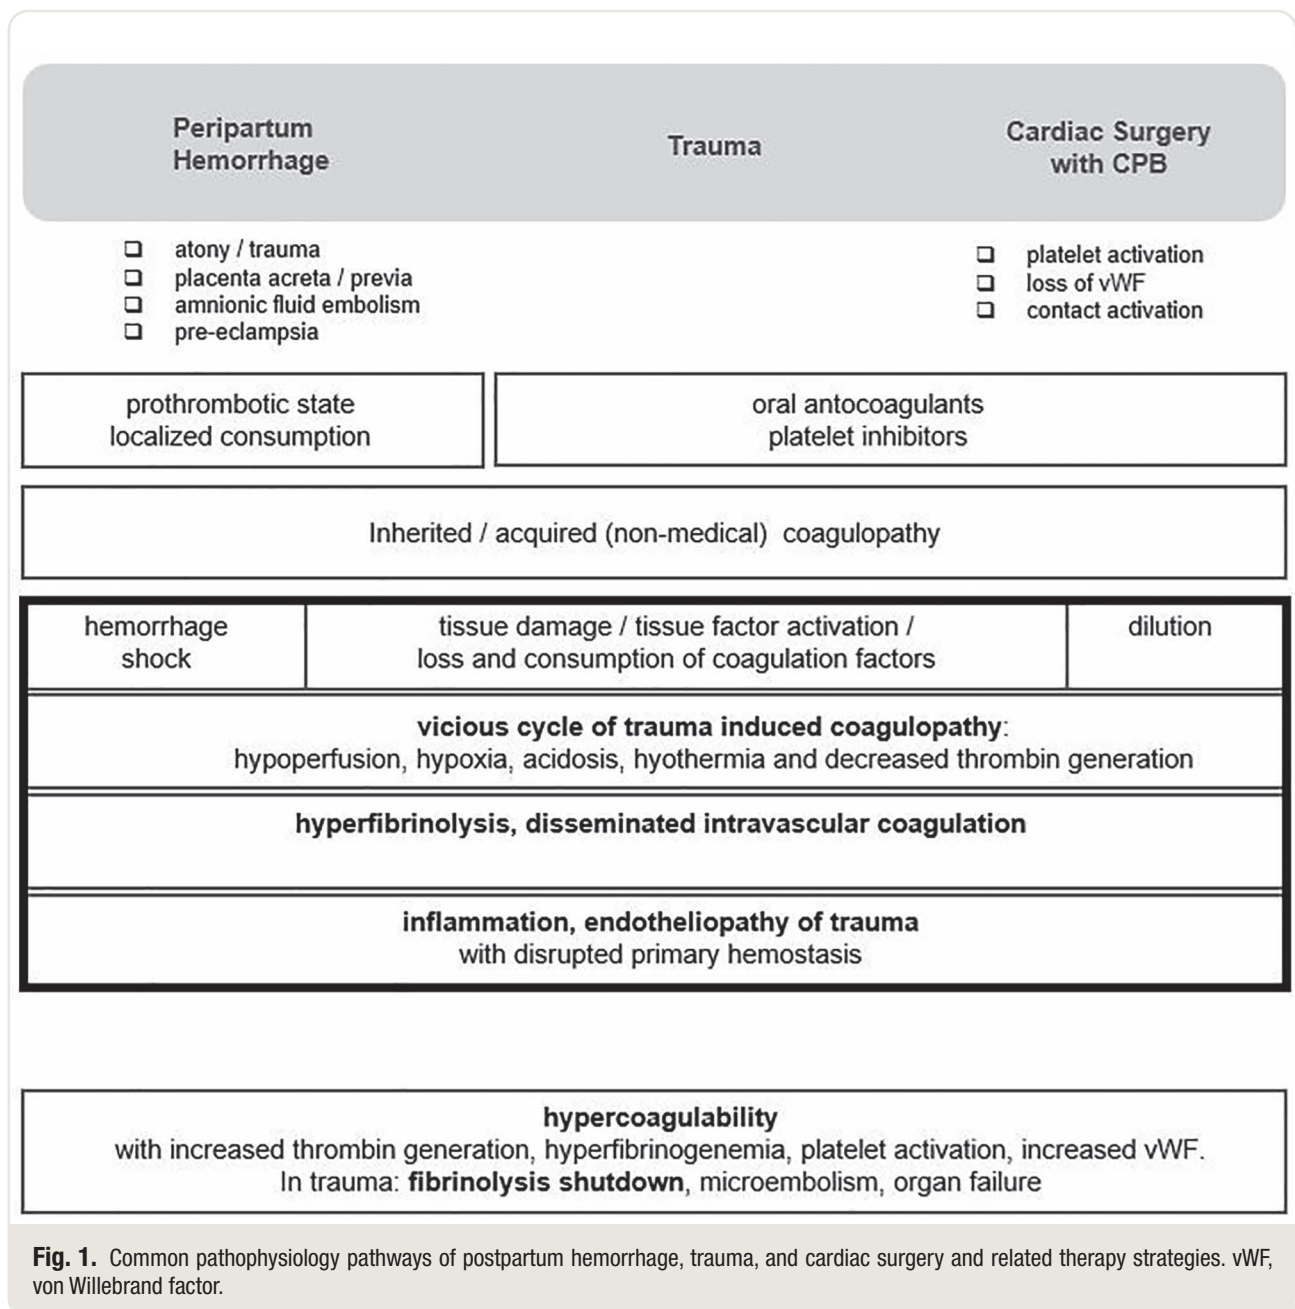 Peripartum
Hemorrhage
Trauma
Cardiac Surgery
with CPB
❑ atony / trauma
❑ placenta acreta / previa
❑ amnionic fluid embolism
❑ pre-eclampsia
❑ platelet activation
❑ loss of vWF
❑ contact activation
prothrombotic state
localized consumption
oral antocoagulants
platelet inhibitors
Inherited / acquired (non-medical) coagulopathy
hemorrhage
shock
tissue damage / tissue factor activation /
loss and consumption of coagulation factors
dilution
vicious cycle of trauma induced coagulopathy:
hypoperfusion, hypoxia, acidosis, hyothermia and decreased thrombin generation
hyperfibrinolysis, disseminated intravascular coagulation
inflammation, endotheliopathy of trauma
with disrupted primary hemostasis
hypercoagulability
with increased thrombin generation, hyperfibrinogenemia, platelet activation, increased vWF.
In trauma: fibrinolysis shutdown, microembolism, organ failure
Fig. 1. Common pathophysiology pathways of postpartum hemorrhage, trauma, and cardiac surgery and related therapy strategies. vWF,
von Willebrand factor.